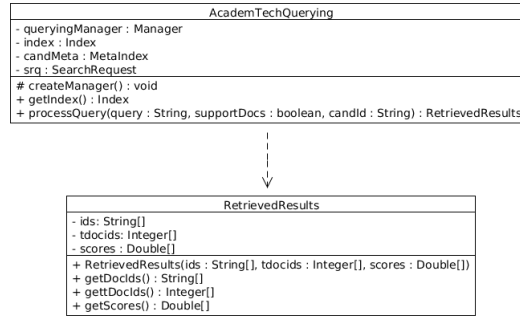 AcademTechQuerying
- queryingManager : Manager
- index : Index
- candMeta : MetaIndex
- srq : SearchRequest
# createManager() : void
+ getIndex() : Index
+ processQuery(query : String, supportDocs : boolean, candId : String) : RetrievedResults
RetrievedResults
- ids: String[]
- tdocids: Integer[]
- scores : Double[]
+ RetrievedResults(ids : String[], tdocids : Integer[], scores : Double[])
+ getDocIds() : String[]
+ gettDocIds() : Integer[]
+ getScores() : Double[]